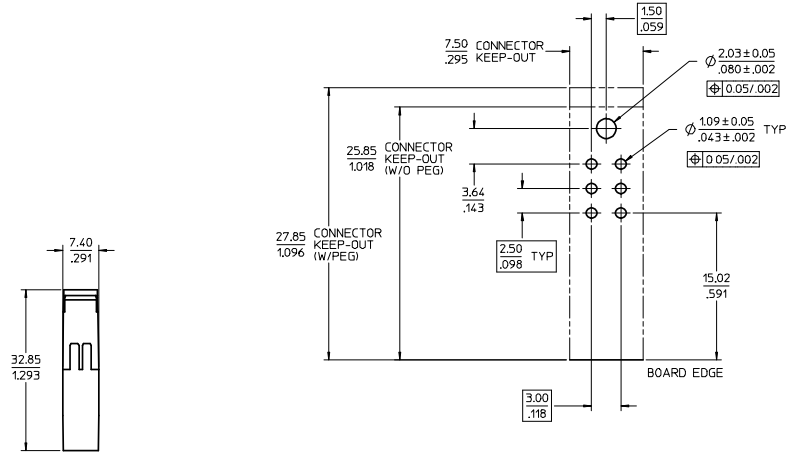 1.50
.059
7.50 CONNECTOR
.295 KEEP-OUT
Ø 2.03±0.05
.080±.002
⌖ 0.05/.002
Ø 1.09±0.05 TYP
.043±.002
⌖ 0.05/.002
25.85 CONNECTOR
1.018 KEEP-OUT
(W/O PEG)
3.64
.143
27.85 CONNECTOR
1.096 KEEP-OUT
(W/PEG)
7.40
.291
2.50 TYP
.098
15.02
.591
32.85
1.293
BOARD EDGE
3.00
.118